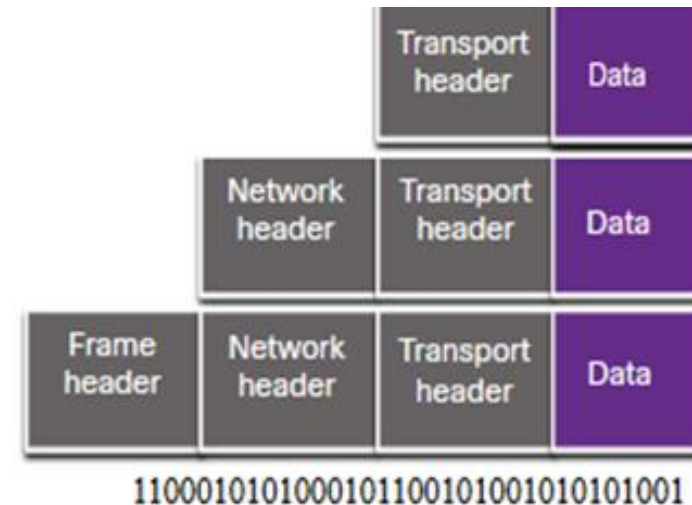 Transport
header
Data
Network
header
Transport
header
Data
Frame
header
Network
header
Transport
header
Data
1100010101000101100101001010101001